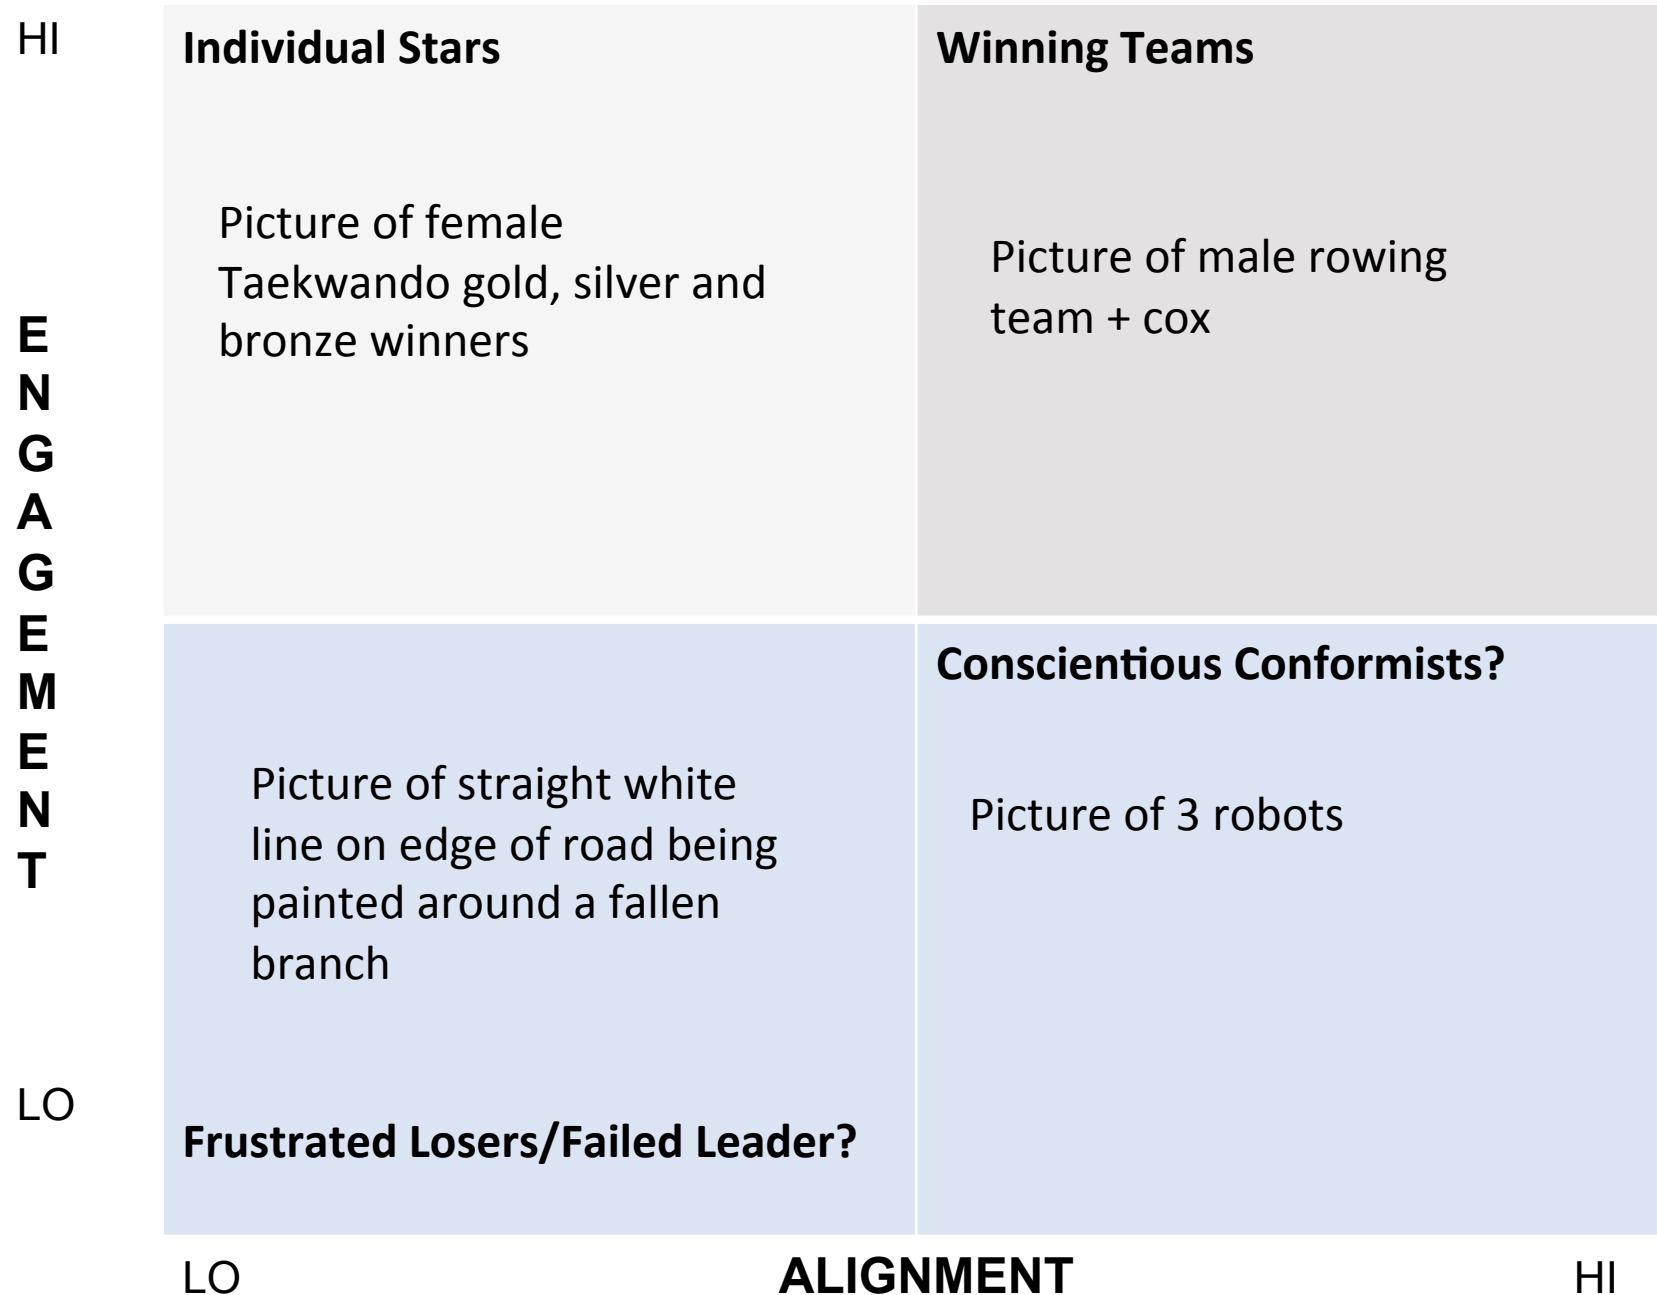 HI
Individual Stars
Winning Teams
Picture of female
Taekwando gold, silver and
bronze winners
Picture of male rowing
team + cox
E
N
G
A
G
E
M
E
N
T
Conscientious Conformists?
Picture of straight white
line on edge of road being
painted around a fallen
branch
Picture of 3 robots
LO
Frustrated Losers/Failed Leader?
LO
ALIGNMENT
HI